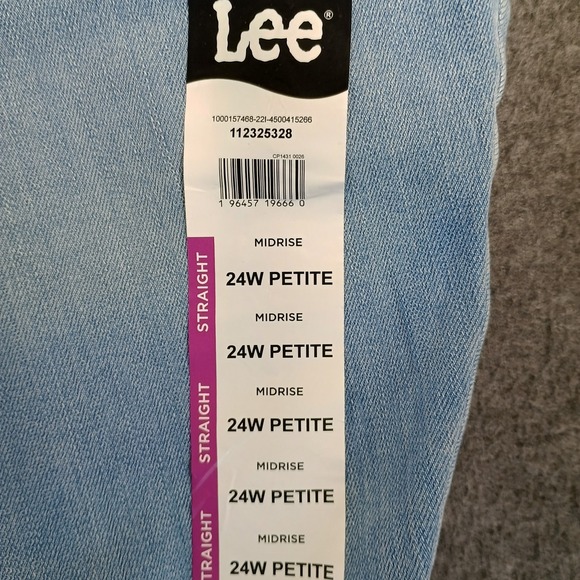 Lee®
1000157468-22I-4500415266
112325328
CP1431 0026
1 96457 19666 0
MIDRISE
24W PETITE
STRAIGHT
MIDRISE
24W PETITE
MIDRISE
24W PETITE
STRAIGHT
MIDRISE
24W PETITE
MIDRISE
24W PETITE
TRAIGHT